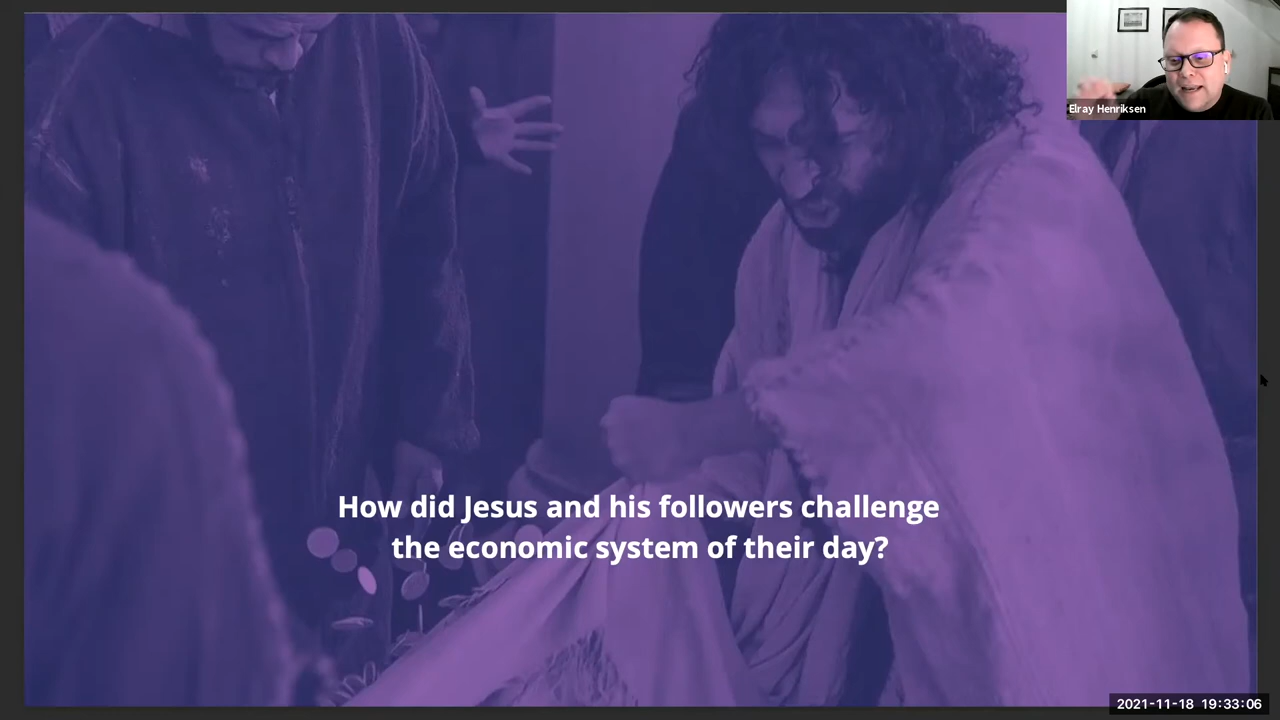 Elray Henriksen
How did Jesus and his followers challenge
the economic system of their day?
2021-11-18 19:33:06